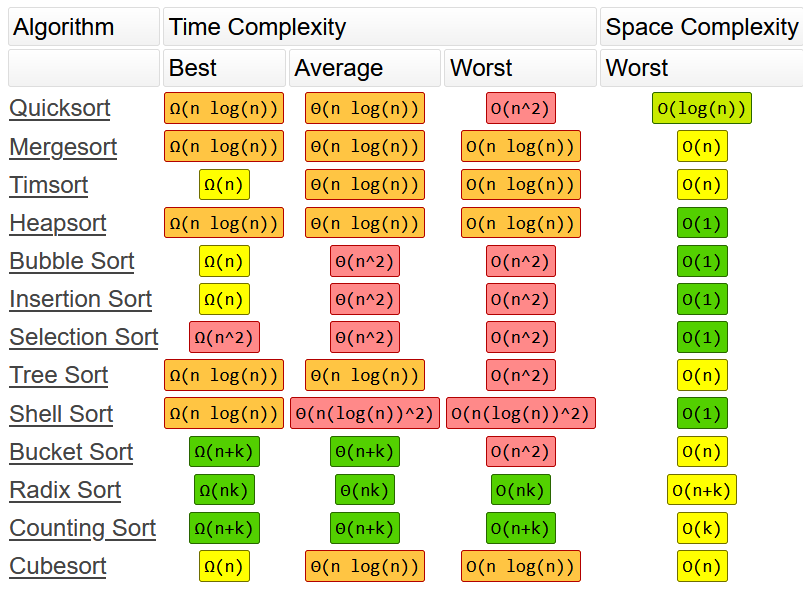 Algorithm Time Complexity Space Complexity
Best Average Worst Worst
Quicksort Ω(n log(n)) Θ(n log(n)) O(n^2) O(log(n))
Mergesort Ω(n log(n)) Θ(n log(n)) O(n log(n)) O(n)
Timsort Ω(n) Θ(n log(n)) O(n log(n)) O(n)
Heapsort Ω(n log(n)) Θ(n log(n)) O(n log(n)) O(1)
Bubble Sort Ω(n) Θ(n^2) O(n^2) O(1)
Insertion Sort Ω(n) Θ(n^2) O(n^2) O(1)
Selection Sort Ω(n^2) Θ(n^2) O(n^2) O(1)
Tree Sort Ω(n log(n)) Θ(n log(n)) O(n^2) O(n)
Shell Sort Ω(n log(n)) Θ(n(log(n))^2) O(n(log(n))^2) O(1)
Bucket Sort Ω(n+k) Θ(n+k) O(n^2) O(n)
Radix Sort Ω(nk) Θ(nk) O(nk) O(n+k)
Counting Sort Ω(n+k) Θ(n+k) O(n+k) O(k)
Cubesort Ω(n) Θ(n log(n)) O(n log(n)) O(n)